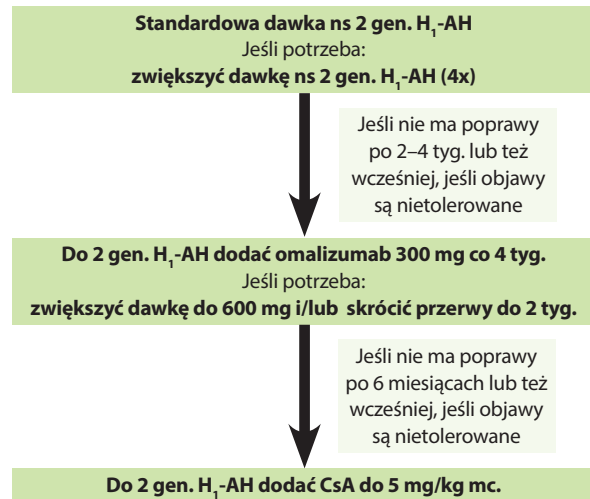 Standardowa dawka ns 2 gen. H₁-AH
Jeśli potrzeba:
zwiększyć dawkę ns 2 gen. H₁-AH (4x)
Jeśli nie ma poprawy
po 2–4 tyg. lub też
wcześniej, jeśli objawy
są nietolerowane
Do 2 gen. H₁-AH dodać omalizumab 300 mg co 4 tyg.
Jeśli potrzeba:
zwiększyć dawkę do 600 mg i/lub skrócić przerwy do 2 tyg.
Jeśli nie ma poprawy
po 6 miesiącach lub też
wcześniej, jeśli objawy
są nietolerowane
Do 2 gen. H₁-AH dodać CsA do 5 mg/kg mc.